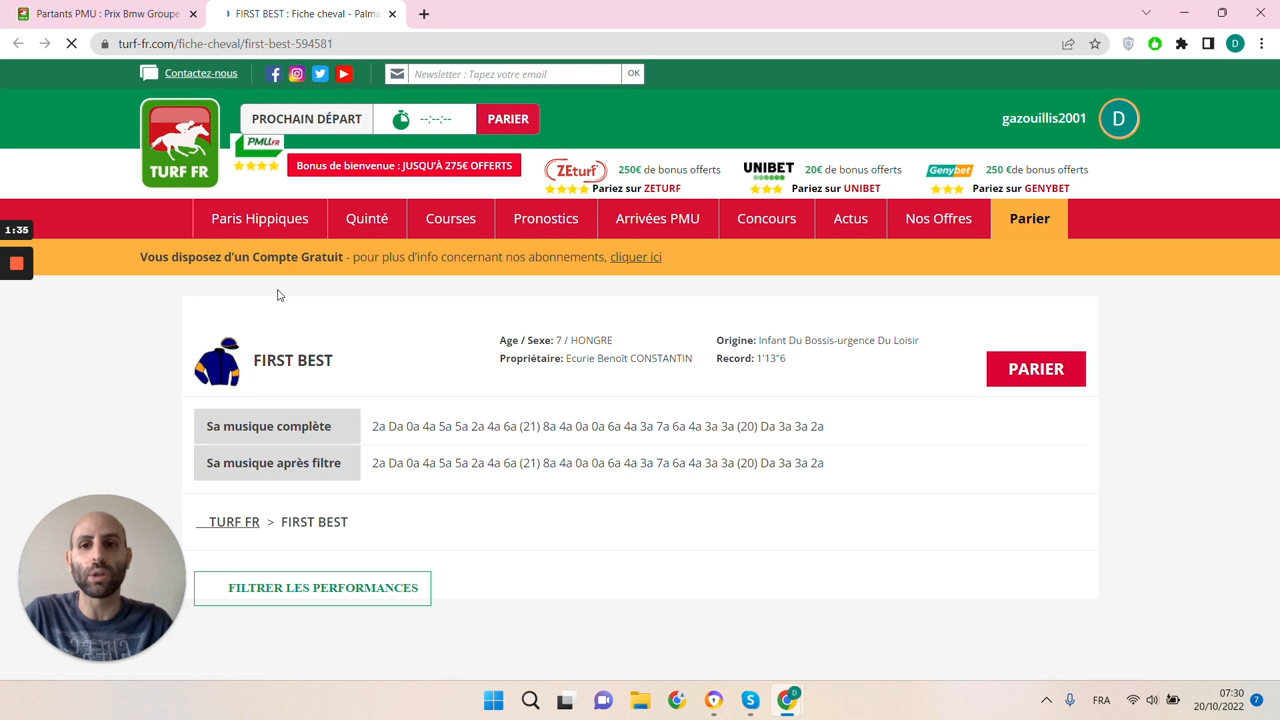 Partants PMU : Prix Bmw Groupe
FIRST BEST : Fiche cheval - Palma
turf-fr.com/fiche-cheval/first-best-594581
D
Contactez-nous
Newsletter : Tapez votre email
OK
PROCHAIN DÉPART
--:--:--
PARIER
gazouillis2001
D
TURF FR
PMU.FR
Bonus de bienvenue : JUSQU'À 275€ OFFERTS
ZEturf
250€ de bonus offerts
Pariez sur ZETURF
UNIBET
20€ de bonus offerts
Pariez sur UNIBET
Genybet
250 €de bonus offerts
Pariez sur GENYBET
Paris Hippiques
Quinté
Courses
Pronostics
Arrivées PMU
Concours
Actus
Nos Offres
Parier
1:35
Vous disposez d'un Compte Gratuit - pour plus d'info concernant nos abonnements, cliquer ici
FIRST BEST
Age / Sexe: 7 / HONGRE
Propriétaire: Ecurie Benoît CONSTANTIN
Origine: Infant Du Bossis-urgence Du Loisir
Record: 1'13"6
PARIER
Sa musique complète
2a Da 0a 4a 5a 5a 2a 4a 6a (21) 8a 4a 0a 0a 6a 4a 3a 7a 6a 4a 3a 3a (20) Da 3a 3a 2a
Sa musique après filtre
2a Da 0a 4a 5a 5a 2a 4a 6a (21) 8a 4a 0a 0a 6a 4a 3a 7a 6a 4a 3a 3a (20) Da 3a 3a 2a
TURF FR > FIRST BEST
FILTRER LES PERFORMANCES
D
FRA
07:30
20/10/2022
7